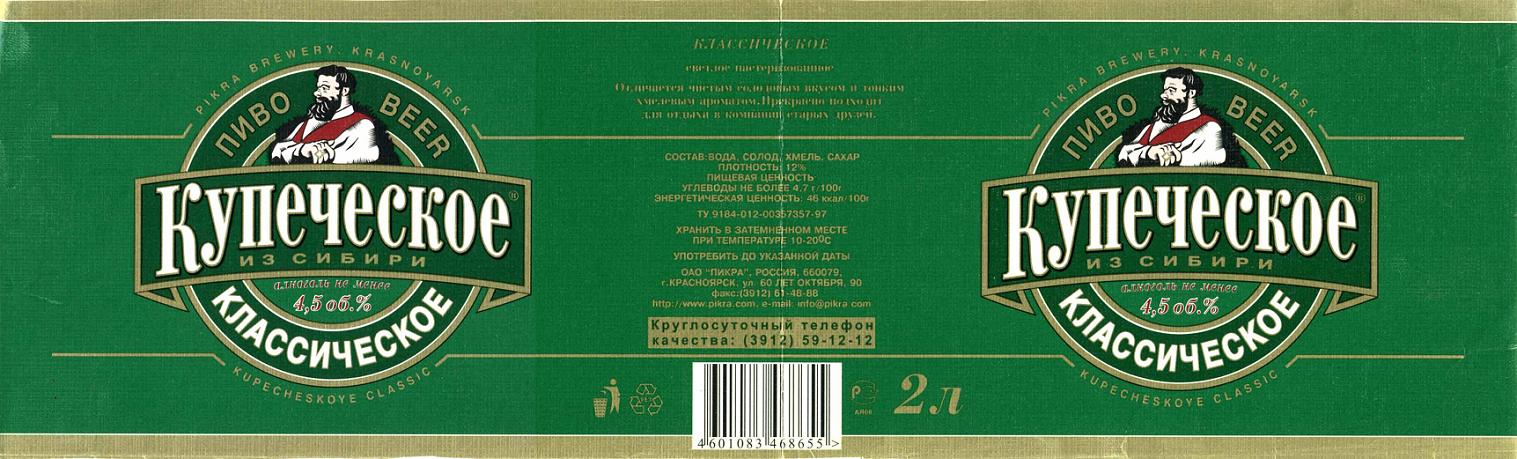 PIKRA BREWERY. KRASNOYARSK
ПИВО BEER
Купеческое®
ИЗ СИБИРИ
алкоголь не менее
4,5 об.%
КЛАССИЧЕСКОЕ
KUPECHESKOYE CLASSIC
КЛАССИЧЕСКОЕ
светлое пастеризованное
Отличается чистым солодовым вкусом и тонким
хмелевым ароматом.Прекрасно подходит
для отдыха в компании старых друзей.
СОСТАВ:ВОДА, СОЛОД, ХМЕЛЬ, САХАР
ПЛОТНОСТЬ: 12%
ПИЩЕВАЯ ЦЕННОСТЬ
УГЛЕВОДЫ НЕ БОЛЕЕ 4,7 г/100г
ЭНЕРГЕТИЧЕСКАЯ ЦЕННОСТЬ: 46 ккал/100г
ТУ 9184-012-00357357-97
ХРАНИТЬ В ЗАТЕМНЕННОМ МЕСТЕ
ПРИ ТЕМПЕРАТУРЕ 10-20⁰С
УПОТРЕБИТЬ ДО УКАЗАННОЙ ДАТЫ
ОАО "ПИКРА", РОССИЯ, 660079,
г.КРАСНОЯРСК, ул 60 ЛЕТ ОКТЯБРЯ, 90
факс:(3912) 61-48-88
http://www.pikra.com, e-mail: info@pikra com
Круглосуточный телефон
качества: (3912) 59-12-12
4 601083 468655 >
2 л
PIKRA BREWERY. KRASNOYARSK
ПИВО BEER
Купеческое®
ИЗ СИБИРИ
алкоголь не менее
4,5 об.%
КЛАССИЧЕСКОЕ
KUPECHESKOYE CLASSIC